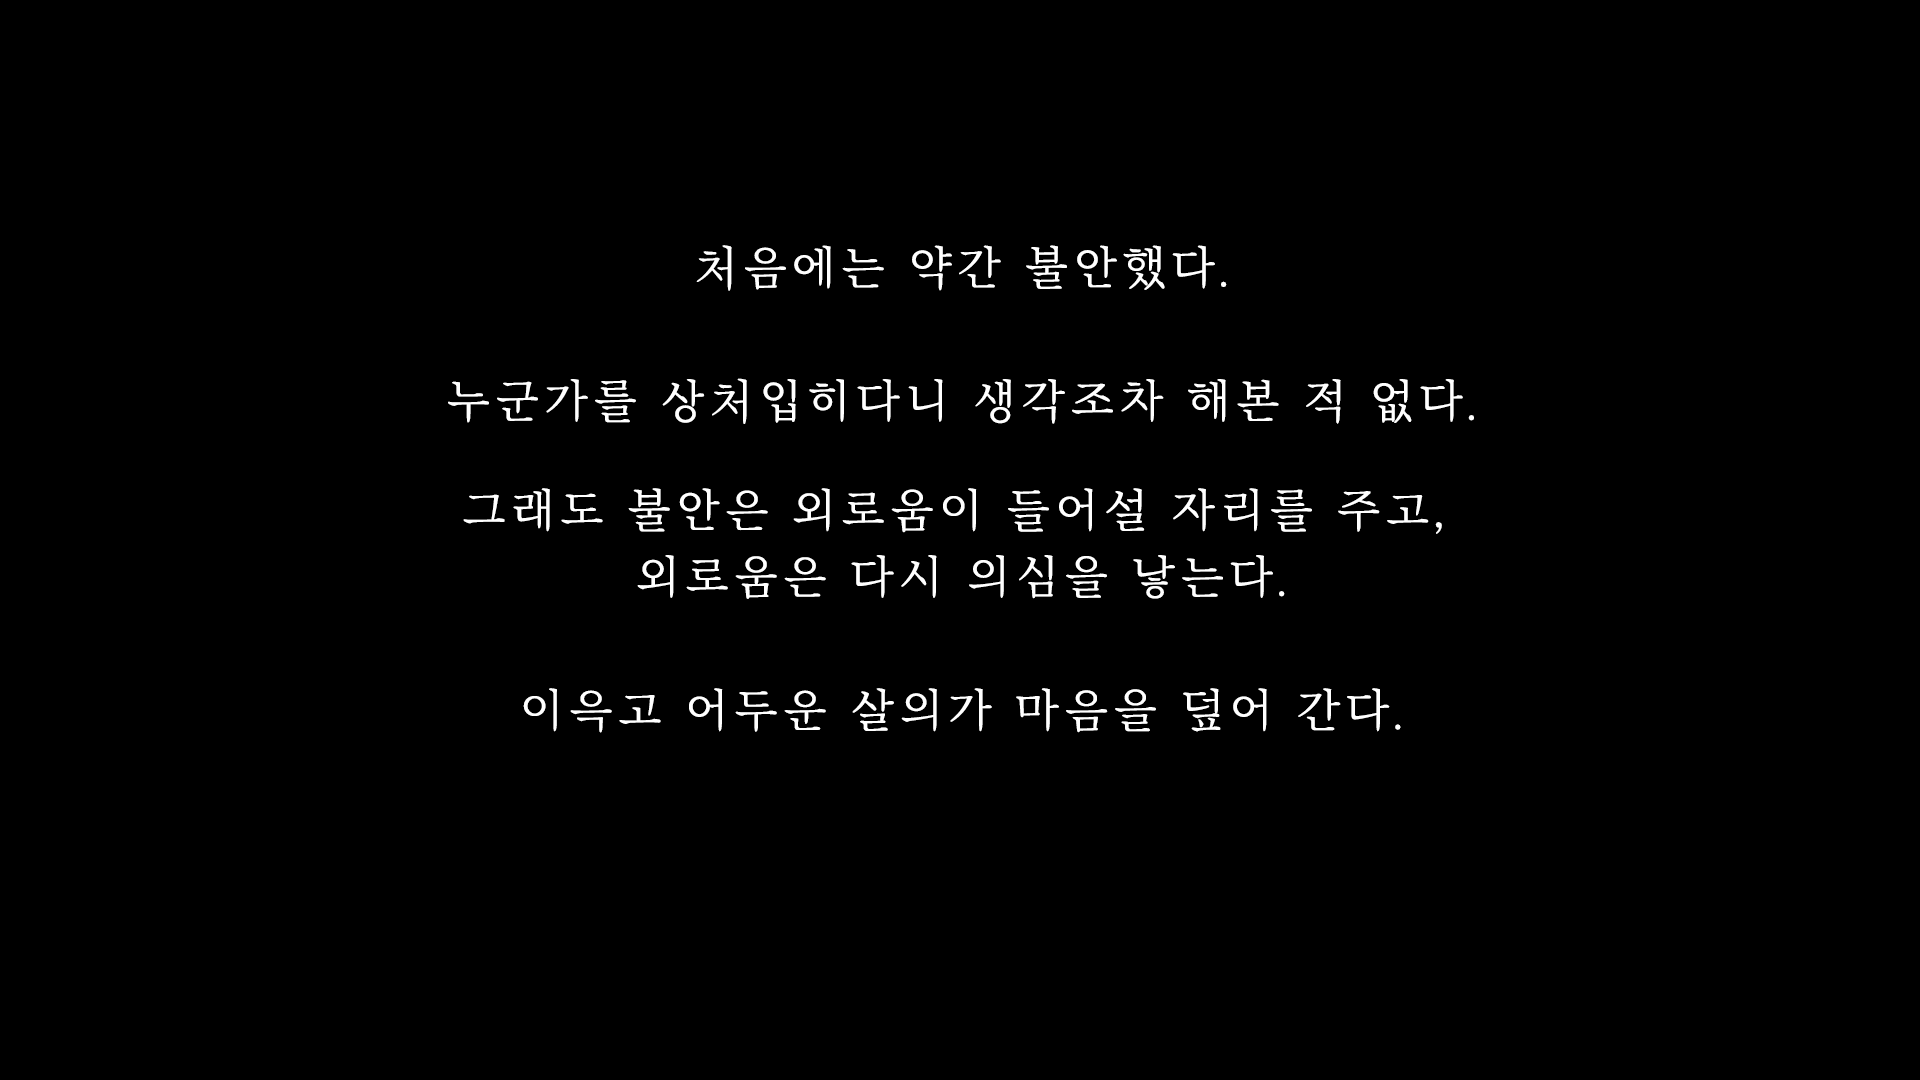 처음에는 약간 불안했다.
누군가를 상처입히다니 생각조차 해본 적 없다.
그래도 불안은 외로움이 들어설 자리를 주고,
외로움은 다시 의심을 낳는다.
이윽고 어두운 살의가 마음을 덮어 간다.